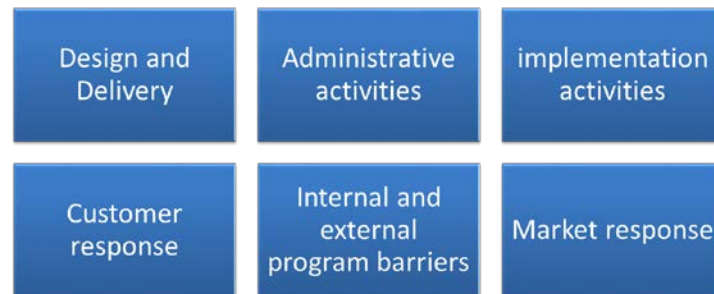 Design and
Delivery
Administrative
activities
implementation
activities
Customer
response
Internal and
external
program barriers
Market response